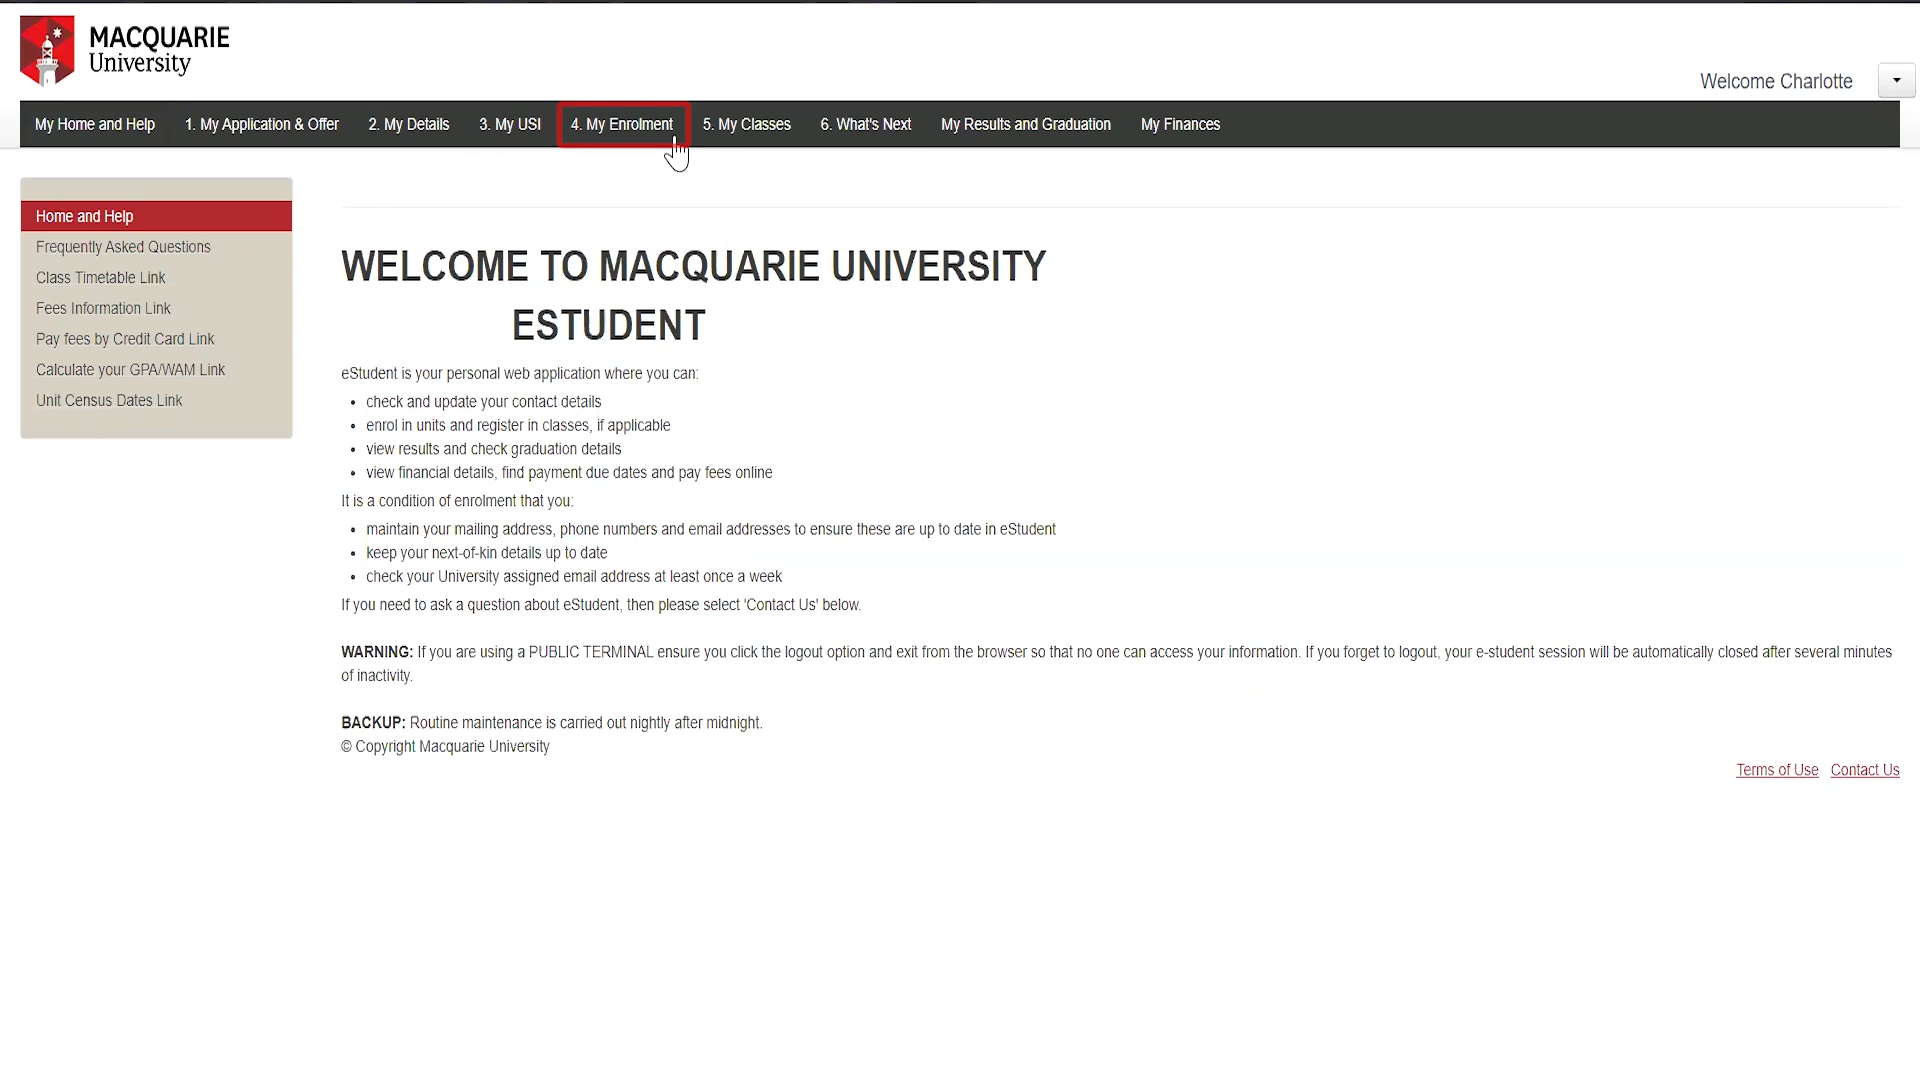 MACQUARIE
University
Welcome Charlotte
My Home and Help 1. My Application & Offer 2. My Details 3. My USI 4. My Enrolment 5. My Classes 6. What's Next My Results and Graduation My Finances
Home and Help
Frequently Asked Questions
Class Timetable Link
Fees Information Link
Pay fees by Credit Card Link
Calculate your GPA/WAM Link
Unit Census Dates Link
WELCOME TO MACQUARIE UNIVERSITY
ESTUDENT
eStudent is your personal web application where you can:
• check and update your contact details
• enrol in units and register in classes, if applicable
• view results and check graduation details
• view financial details, find payment due dates and pay fees online
It is a condition of enrolment that you:
• maintain your mailing address, phone numbers and email addresses to ensure these are up to date in eStudent
• keep your next-of-kin details up to date
• check your University assigned email address at least once a week
If you need to ask a question about eStudent, then please select 'Contact Us' below.
WARNING: If you are using a PUBLIC TERMINAL ensure you click the logout option and exit from the browser so that no one can access your information. If you forget to logout, your e-student session will be automatically closed after several minutes
of inactivity.
BACKUP: Routine maintenance is carried out nightly after midnight.
© Copyright Macquarie University
Terms of Use Contact Us